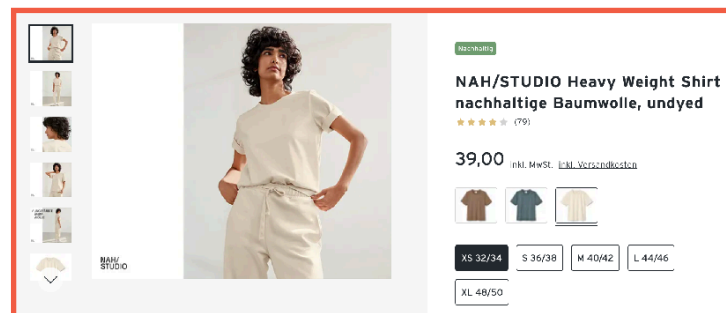 Nachhaltig
NAH/STUDIO Heavy Weight Shirt
nachhaltige Baumwolle, undyed
(79)
39,00 inkl. MwSt. inkl. Versandkosten
XS 32/34
S 36/38
M 40/42
L 44/46
XL 48/50
NAH/
STUDIO